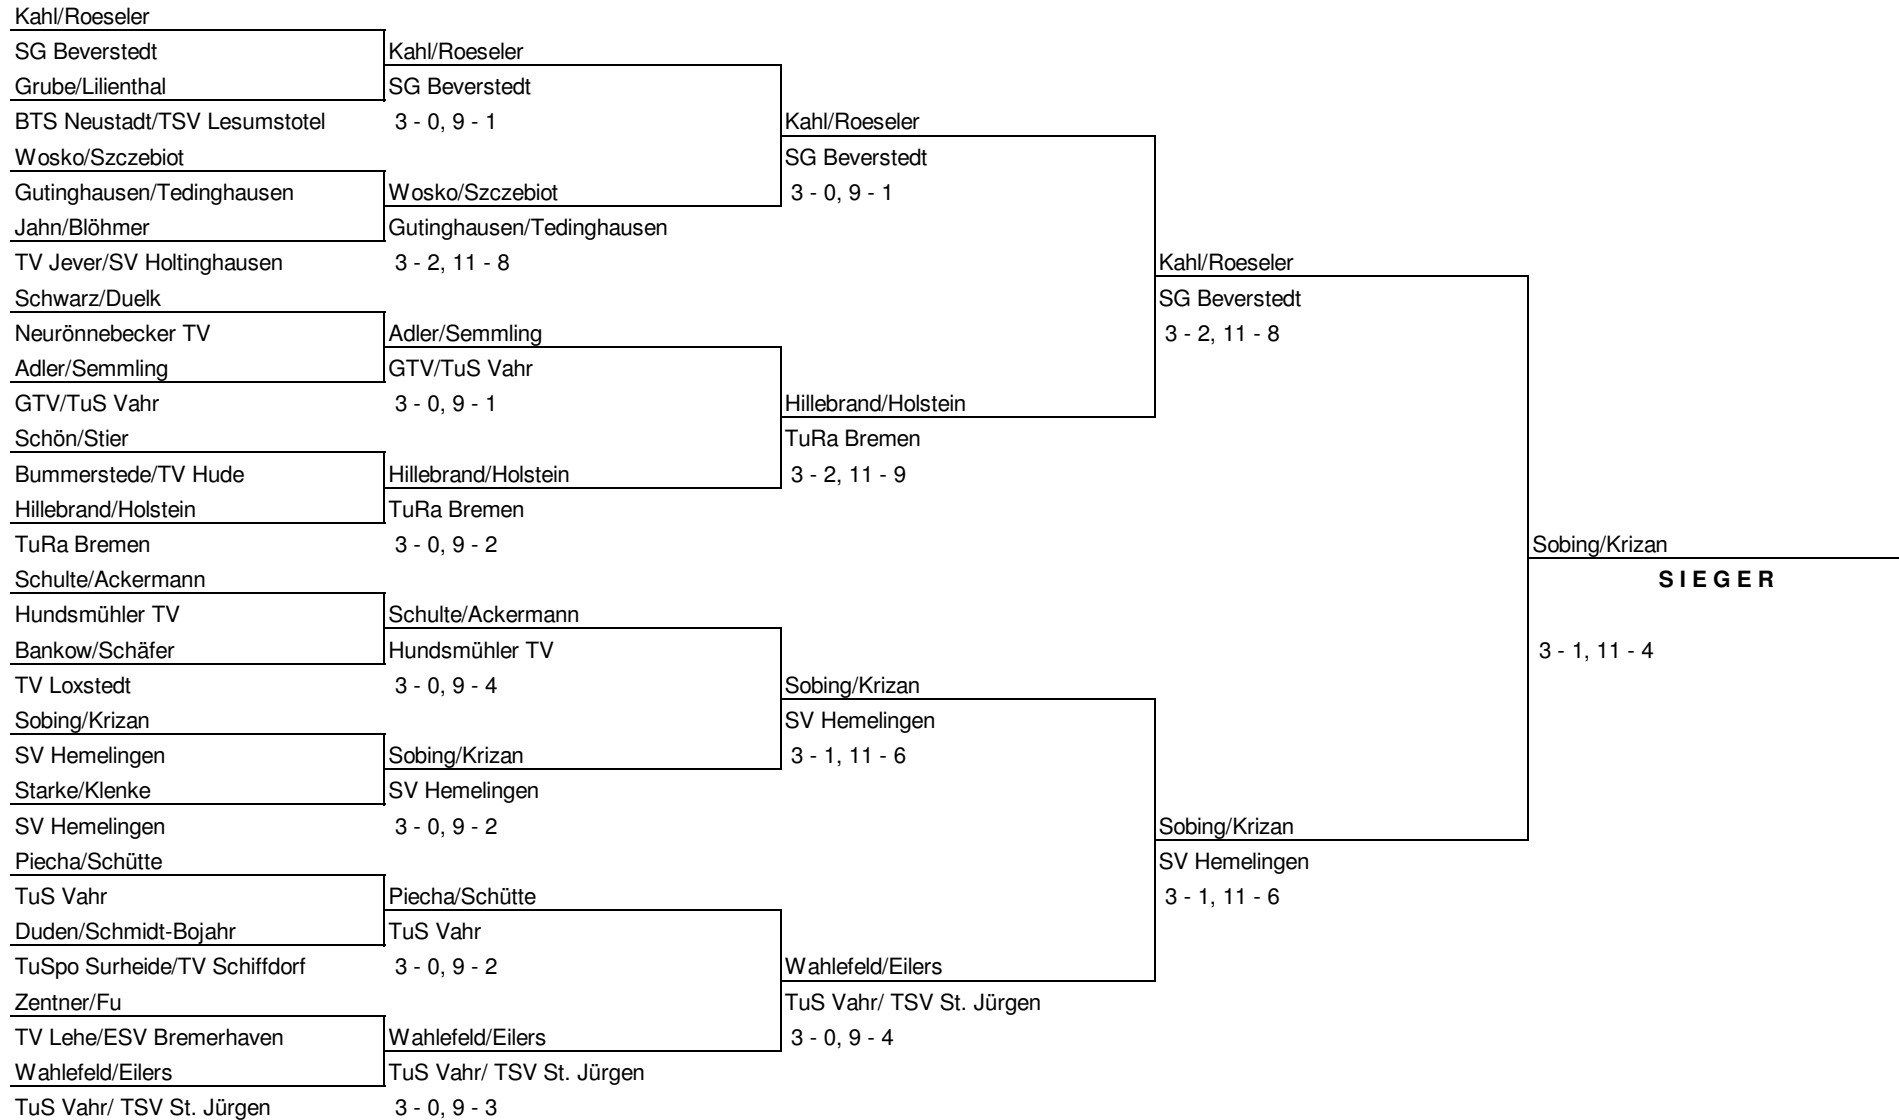 Kahl/Roeseler
SG Beverstedt
Grube/Lilienthal
BTS Neustadt/TSV Lesumstotel
Wosko/Szczebiot
Gutinghausen/Tedinghausen
Jahn/Blöhmer
TV Jever/SV Holtinghausen
Schwarz/Duelk
Neurönnebecker TV
Adler/Semmling
GTV/TuS Vahr
Schön/Stier
Bummerstede/TV Hude
Hillebrand/Holstein
TuRa Bremen
Schulte/Ackermann
Hundsmühler TV
Bankow/Schäfer
TV Loxstedt
Sobing/Krizan
SV Hemelingen
Starke/Klenke
SV Hemelingen
Piecha/Schütte
TuS Vahr
Duden/Schmidt-Bojahr
TuSpo Surheide/TV Schiffdorf
Zentner/Fu
TV Lehe/ESV Bremerhaven
Wahlefeld/Eilers
TuS Vahr/ TSV St. Jürgen
Kahl/Roeseler
SG Beverstedt
3 - 0, 9 - 1
Wosko/Szczebiot
Gutinghausen/Tedinghausen
3 - 2, 11 - 8
Adler/Semmling
GTV/TuS Vahr
3 - 0, 9 - 1
Hillebrand/Holstein
TuRa Bremen
3 - 0, 9 - 2
Schulte/Ackermann
Hundsmühler TV
3 - 0, 9 - 4
Sobing/Krizan
SV Hemelingen
3 - 0, 9 - 2
Piecha/Schütte
TuS Vahr
3 - 0, 9 - 2
Wahlefeld/Eilers
TuS Vahr/ TSV St. Jürgen
3 - 0, 9 - 3
Kahl/Roeseler
SG Beverstedt
3 - 0, 9 - 1
Hillebrand/Holstein
TuRa Bremen
3 - 2, 11 - 9
Sobing/Krizan
SV Hemelingen
3 - 1, 11 - 6
Wahlefeld/Eilers
TuS Vahr/ TSV St. Jürgen
3 - 0, 9 - 4
Kahl/Roeseler
SG Beverstedt
3 - 2, 11 - 8
Sobing/Krizan
SV Hemelingen
3 - 1, 11 - 6
Sobing/Krizan
S I E G E R
3 - 1, 11 - 4